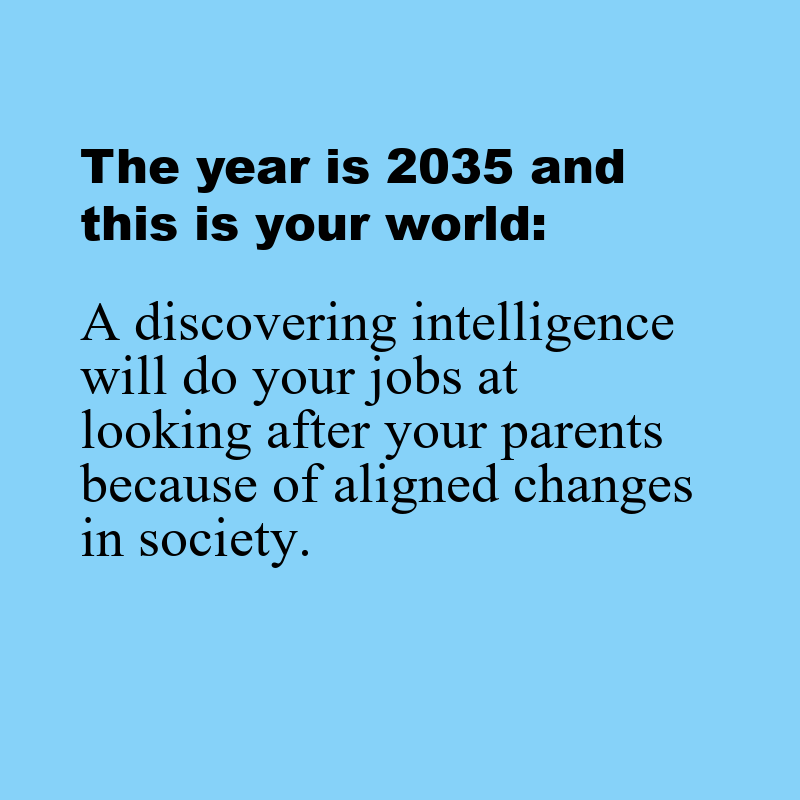 The year is 2035 and
this is your world:
A discovering intelligence
will do your jobs at
looking after your parents
because of aligned changes
in society.